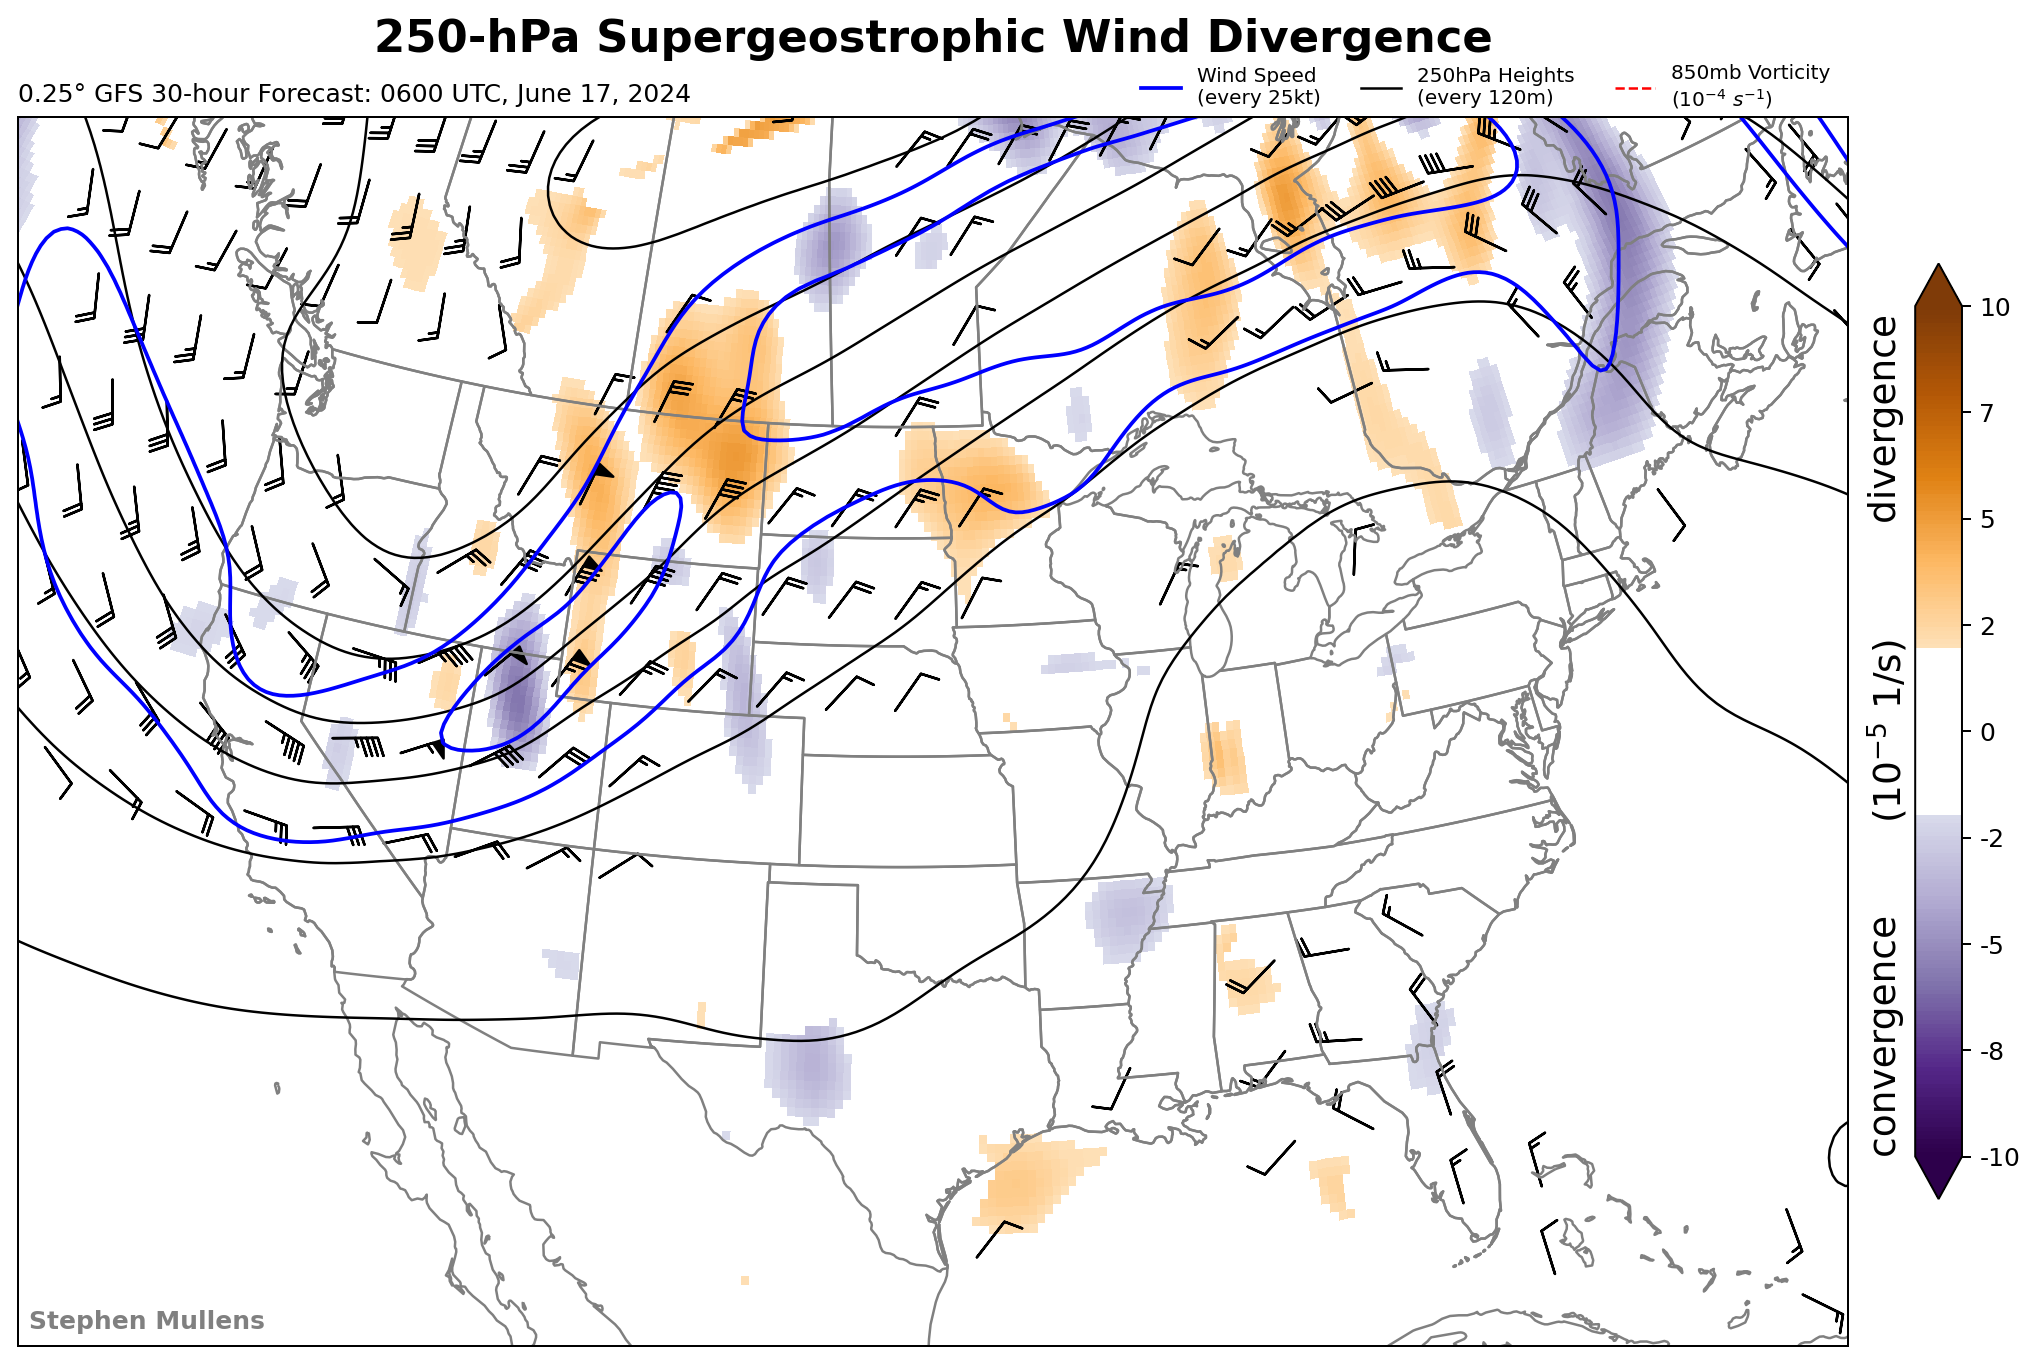 250-hPa Supergeostrophic Wind Divergence
0.25° GFS 30-hour Forecast: 0600 UTC, June 17, 2024
Wind Speed
(every 25kt)
250hPa Heights
(every 120m)
850mb Vorticity
(10⁻⁴ s⁻¹)
10
7
5
2
0
-2
-5
-8
-10
convergence (10⁻⁵ 1/s) divergence
Stephen Mullens